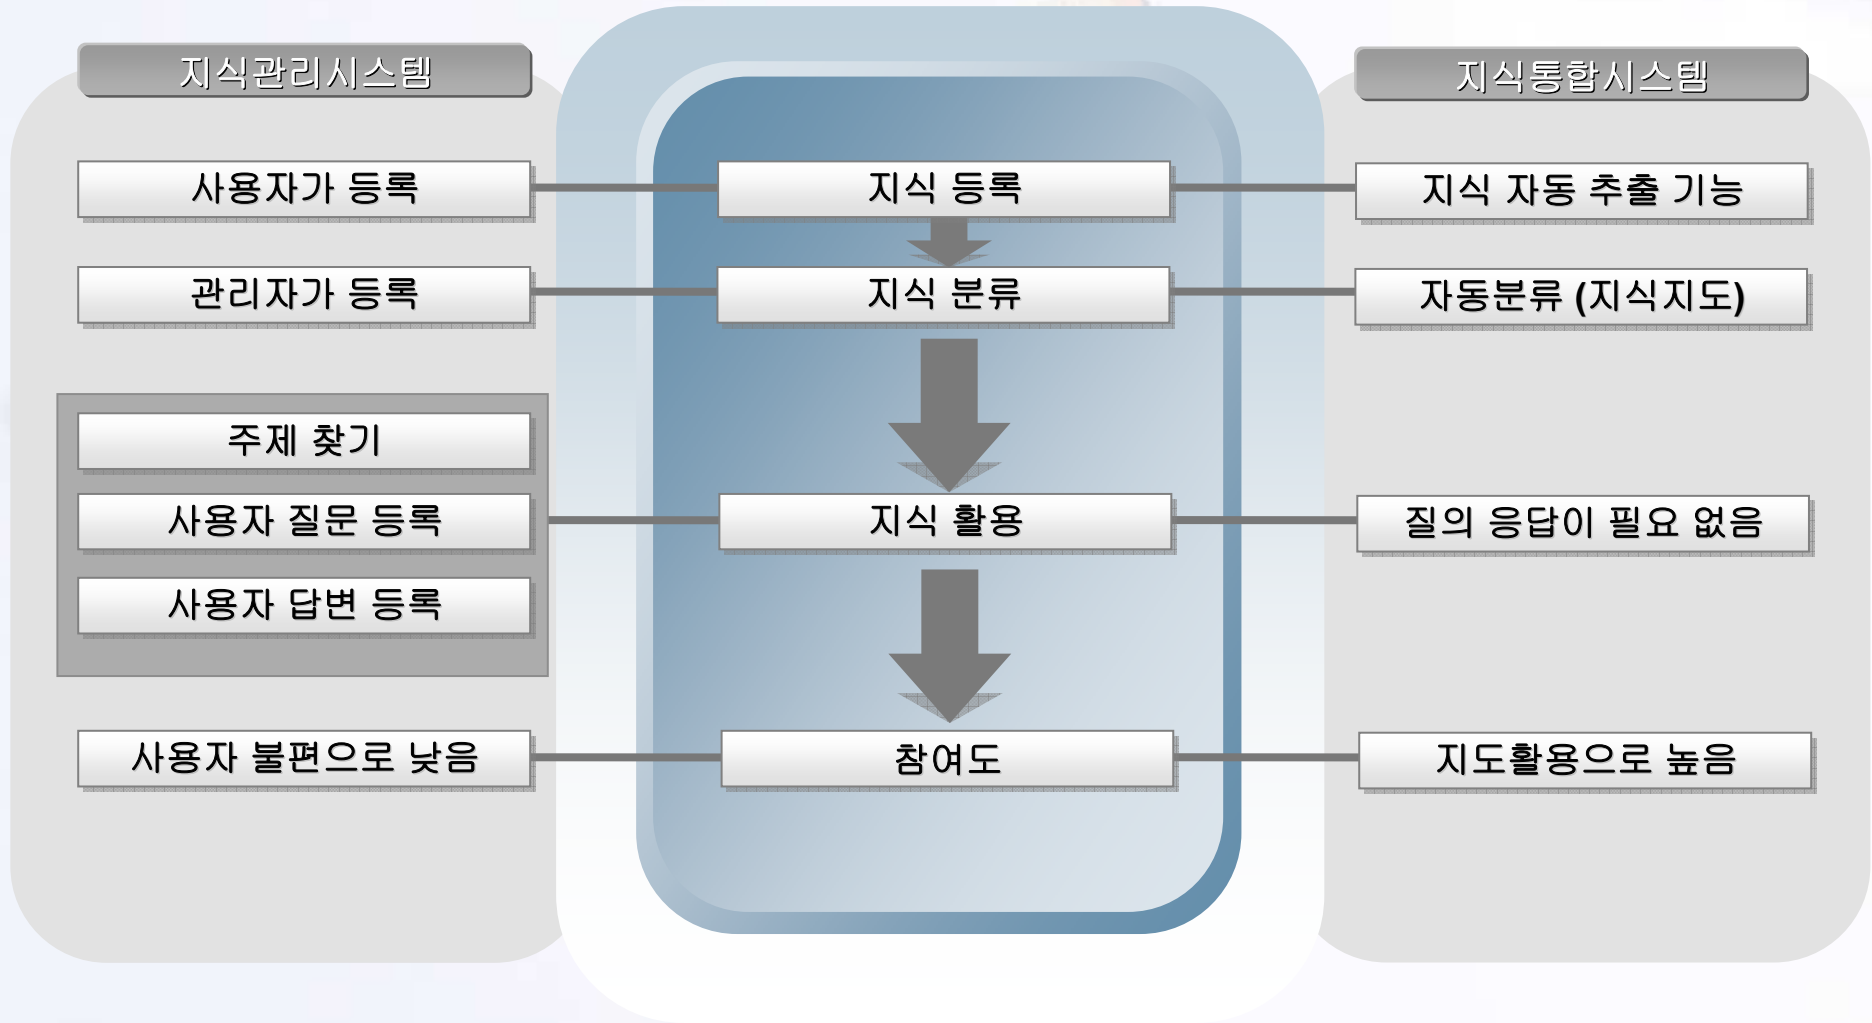 지식관리시스템
지식통합시스템
사용자가 등록
지식 등록
지식 자동 추출 기능
관리자가 등록
지식 분류
자동분류 (지식지도)
주제 찾기
사용자 질문 등록
지식 활용
질의 응답이 필요 없음
사용자 답변 등록
사용자 불편으로 낮음
참여도
지도활용으로 높음